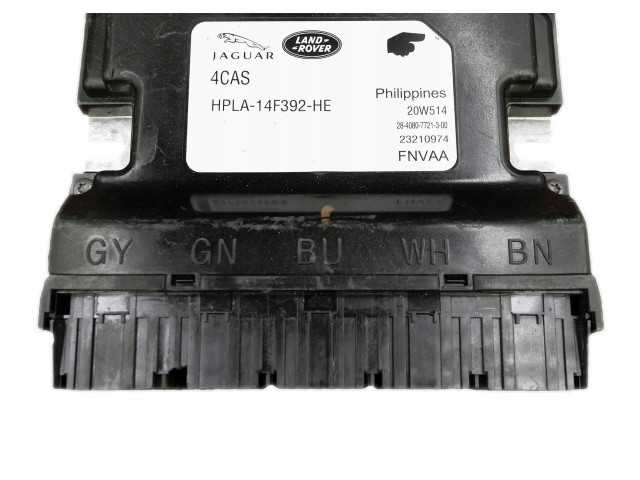 JAGUAR
LAND-
-ROVER
4CAS
HPLA-14F392-HE
Philippines
20W514
28-4080-7721-3-00
23210974
FNVAA
GY GN BU WH BN